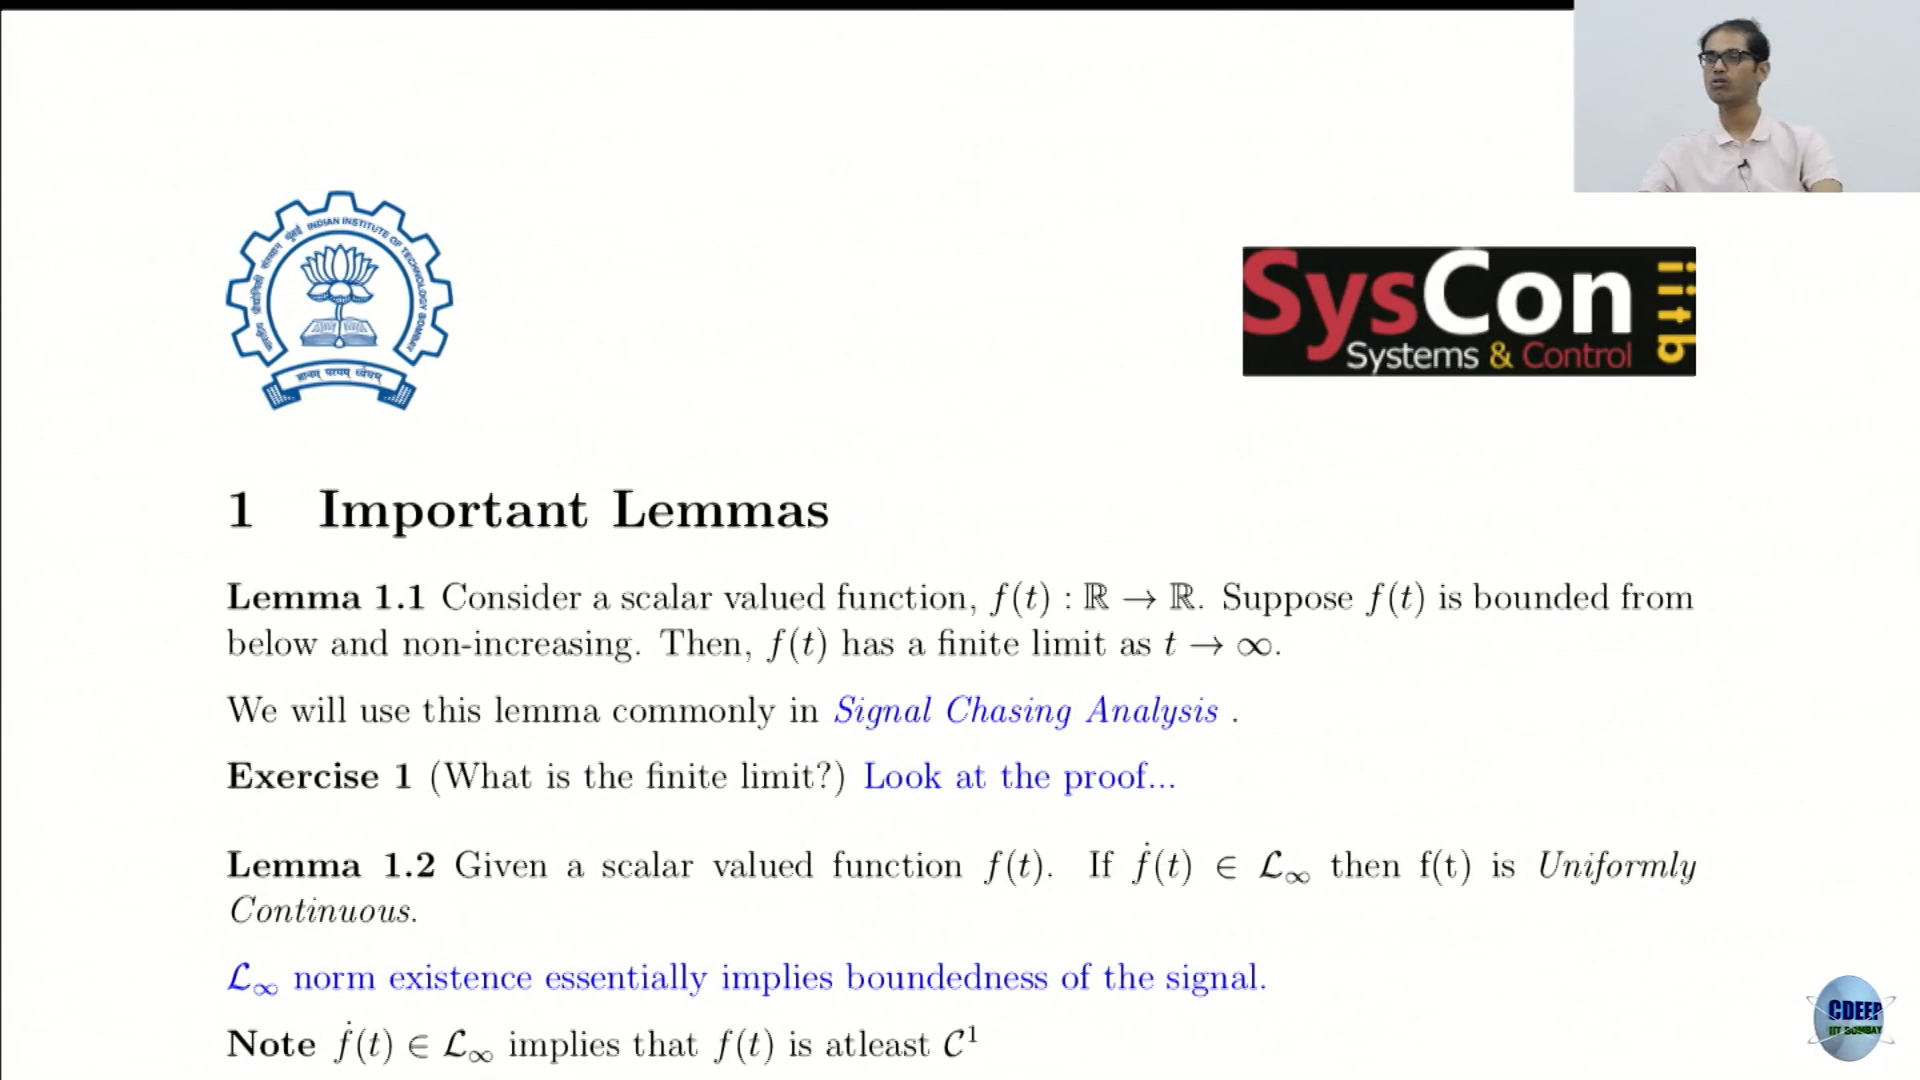 INDIAN INSTITUTE OF TECHNOLOGY BOMBAY
SysCon
iitb
Systems & Control
1 Important Lemmas
Lemma 1.1 Consider a scalar valued function, f(t) : ℝ → ℝ. Suppose f(t) is bounded from
below and non-increasing. Then, f(t) has a finite limit as t → ∞.
We will use this lemma commonly in Signal Chasing Analysis .
Exercise 1 (What is the finite limit?) Look at the proof...
Lemma 1.2 Given a scalar valued function f(t). If ḟ(t) ∈ ℒ∞ then f(t) is Uniformly
Continuous.
ℒ∞ norm existence essentially implies boundedness of the signal.
Note ḟ(t) ∈ ℒ∞ implies that f(t) is atleast 𝒞¹
CDEEP
IIT BOMBAY